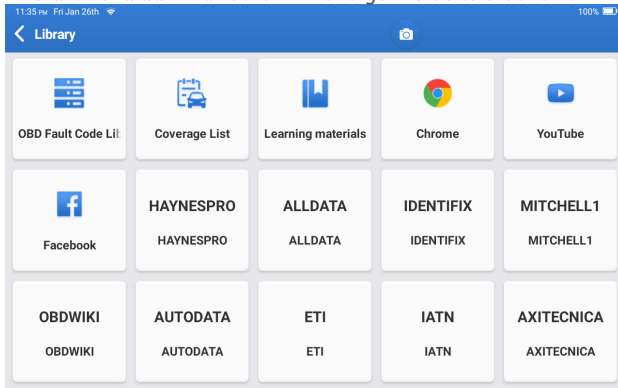 11:35 PM Fri Jan 26th 100%
Library
OBD Fault Code Lib Coverage List Learning materials Chrome YouTube
HAYNESPRO ALLDATA IDENTIFIX MITCHELL1
Facebook HAYNESPRO ALLDATA IDENTIFIX MITCHELL1
OBDWIKI AUTODATA ETI IATN AXITECNICA
OBDWIKI AUTODATA ETI IATN AXITECNICA